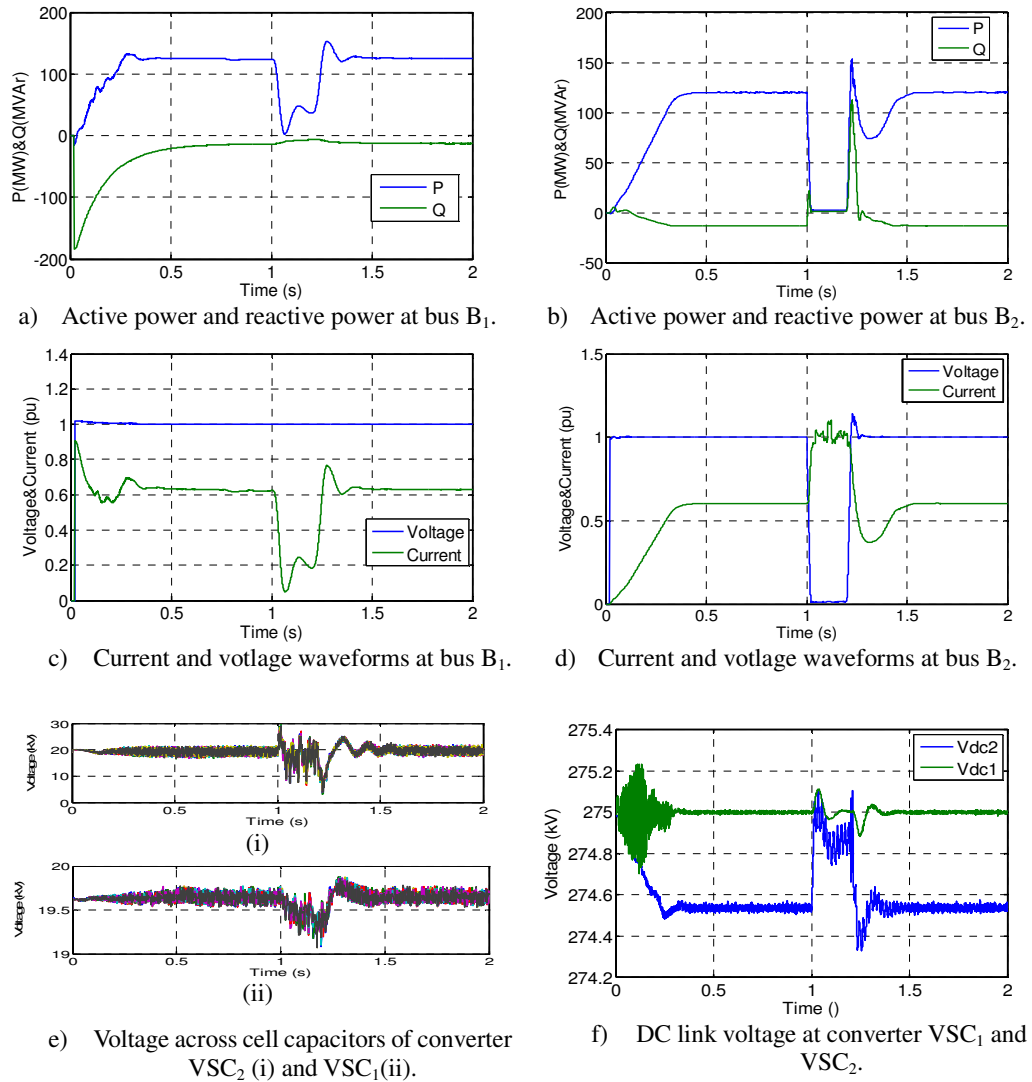 200
100
0
-100
-200
P(MW)&Q(MVAr)
P
Q
0 0.5 1 1.5 2
Time (s)
a) Active power and reactive power at bus B1.
200
150
100
50
0
-50
P(MW)&Q(MVAr)
P
Q
0 0.5 1 1.5 2
Time (s)
b) Active power and reactive power at bus B2.
1.4
1.2
1
0.8
0.6
0.4
0.2
0
Voltage&Current (pu)
Voltage
Current
0 0.5 1 1.5 2
Time (s)
c) Current and votlage waveforms at bus B1.
1.5
1
0.5
0
Voltage&Current (pu)
Voltage
Current
0 0.5 1 1.5 2
Time (s)
d) Current and votlage waveforms at bus B2.
30
20
10
0
Voltage(kV)
0 0.5 1 1.5 2
Time (s)
(i)
20
19.5
19
Voltage(kV)
0 0.5 1 1.5 2
Time (s)
(ii)
e) Voltage across cell capacitors of converter
VSC2 (i) and VSC1(ii).
275.4
275.2
275
274.8
274.6
274.4
274.2
Voltage (kV)
Vdc2
Vdc1
0 0.5 1 1.5 2
Time ()
f) DC link voltage at converter VSC1 and
VSC2.